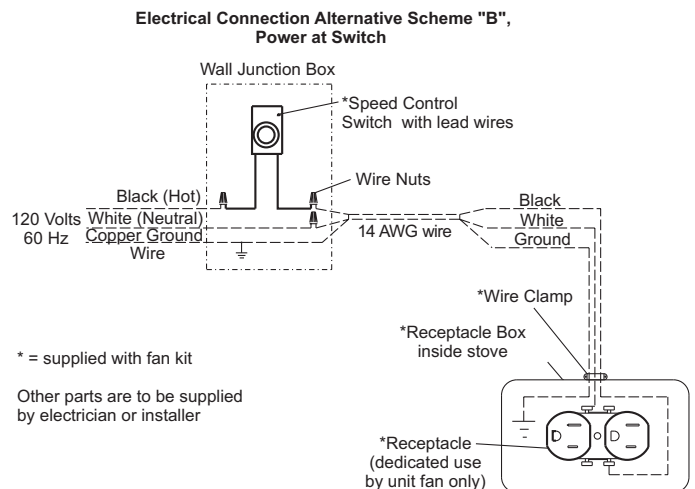 Electrical Connection Alternative Scheme "B",
Power at Switch
Wall Junction Box
*Speed Control
Switch with lead wires
Wire Nuts
Black (Hot)
120 Volts
60 Hz
White (Neutral)
Copper Ground
Wire
14 AWG wire
Black
White
Ground
*Wire Clamp
*Receptacle Box
inside stove
* = supplied with fan kit
Other parts are to be supplied
by electrician or installer
*Receptacle
(dedicated use
by unit fan only)